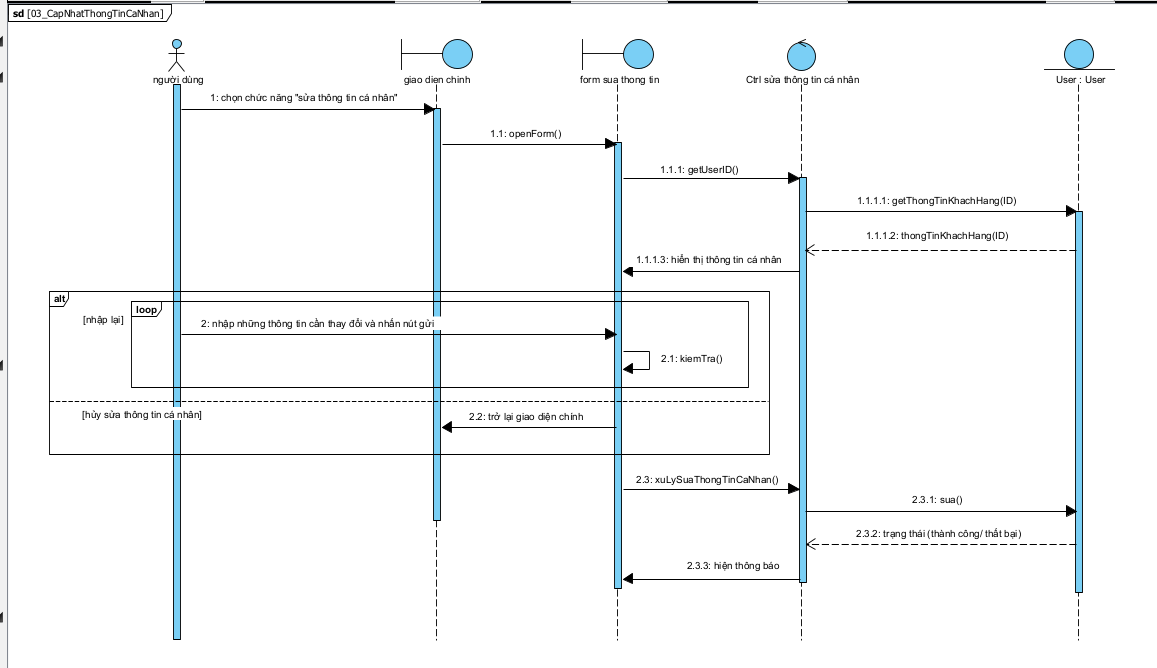 sd [03_CapNhatThongTinCaNhan]
người dùng
giao dien chinh
form sua thong tin
Ctrl sửa thông tin cá nhân
User : User
1: chọn chức năng "sửa thông tin cá nhân"
1.1: openForm()
1.1.1: getUserID()
1.1.1.1: getThongTinKhachHang(ID)
1.1.1.2: thongTinKhachHang(ID)
1.1.1.3: hiển thị thông tin cá nhân
alt
loop
[nhập lại]
2: nhập những thông tin cần thay đổi và nhấn nút gửi
2.1: kiemTra()
[hủy sửa thông tin cá nhân]
2.2: trở lại giao diện chính
2.3: xuLySuaThongTinCaNhan()
2.3.1: sua()
2.3.2: trạng thái (thành công/ thất bại)
2.3.3: hiện thông báo